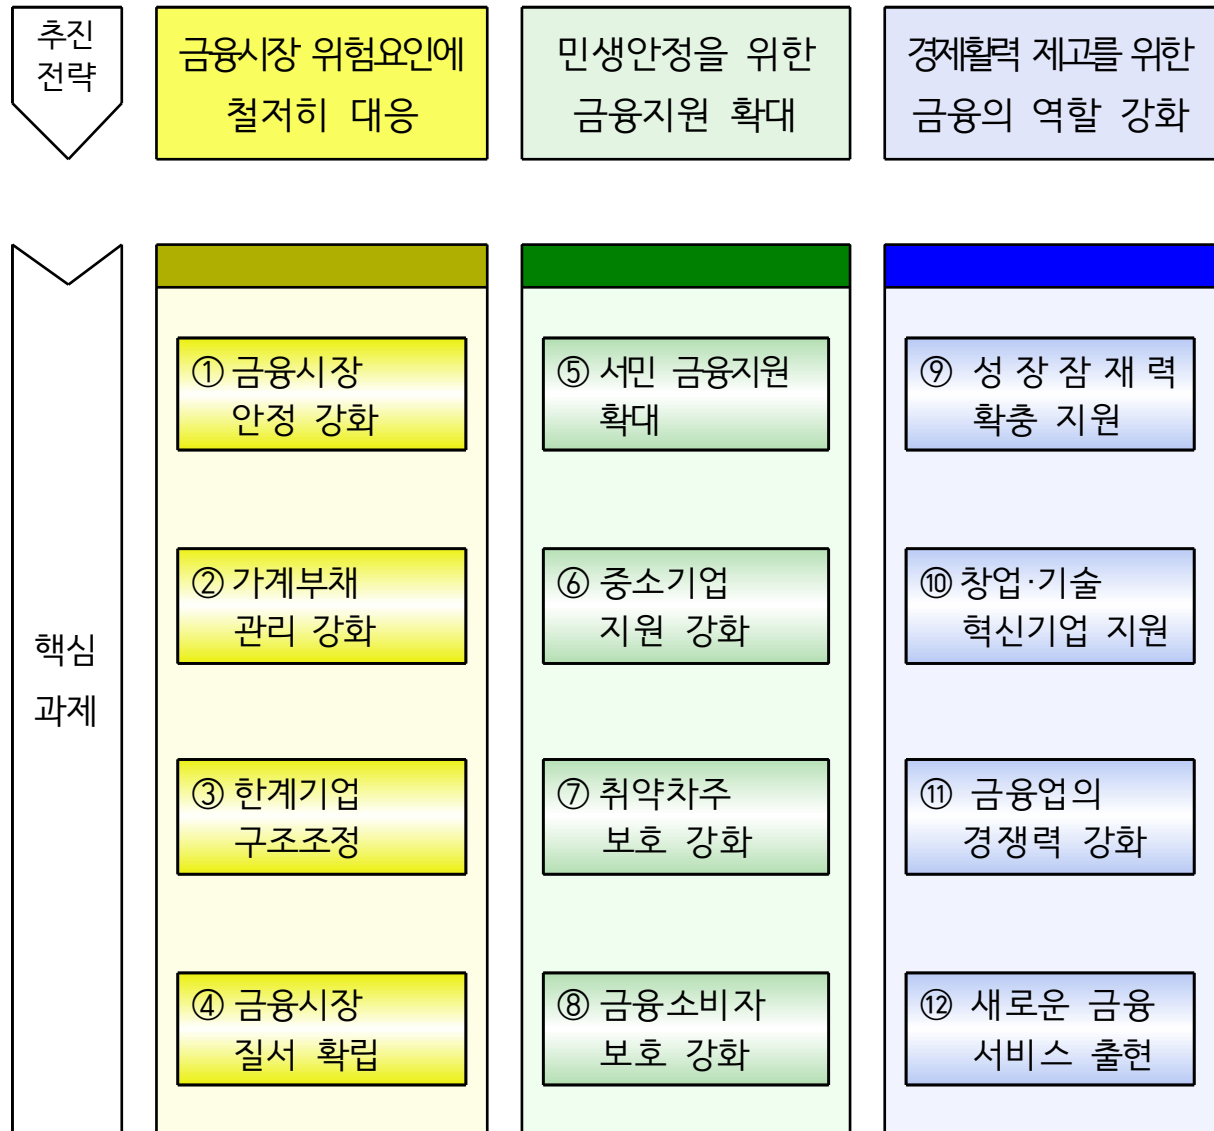 추진
전략
금융시장 위험요인에
철저히 대응
민생안정을 위한
금융지원 확대
경제활력 제고를 위한
금융의 역할 강화
핵심
과제
① 금융시장
안정 강화
② 가계부채
관리 강화
③ 한계기업
구조조정
④ 금융시장
질서 확립
⑤ 서민 금융지원
확대
⑥ 중소기업
지원 강화
⑦ 취약차주
보호 강화
⑧ 금융소비자
보호 강화
⑨ 성 장 잠 재 력
확충 지원
⑩ 창업·기술
혁신기업 지원
⑪ 금융업의
경쟁력 강화
⑫ 새로운 금융
서비스 출현